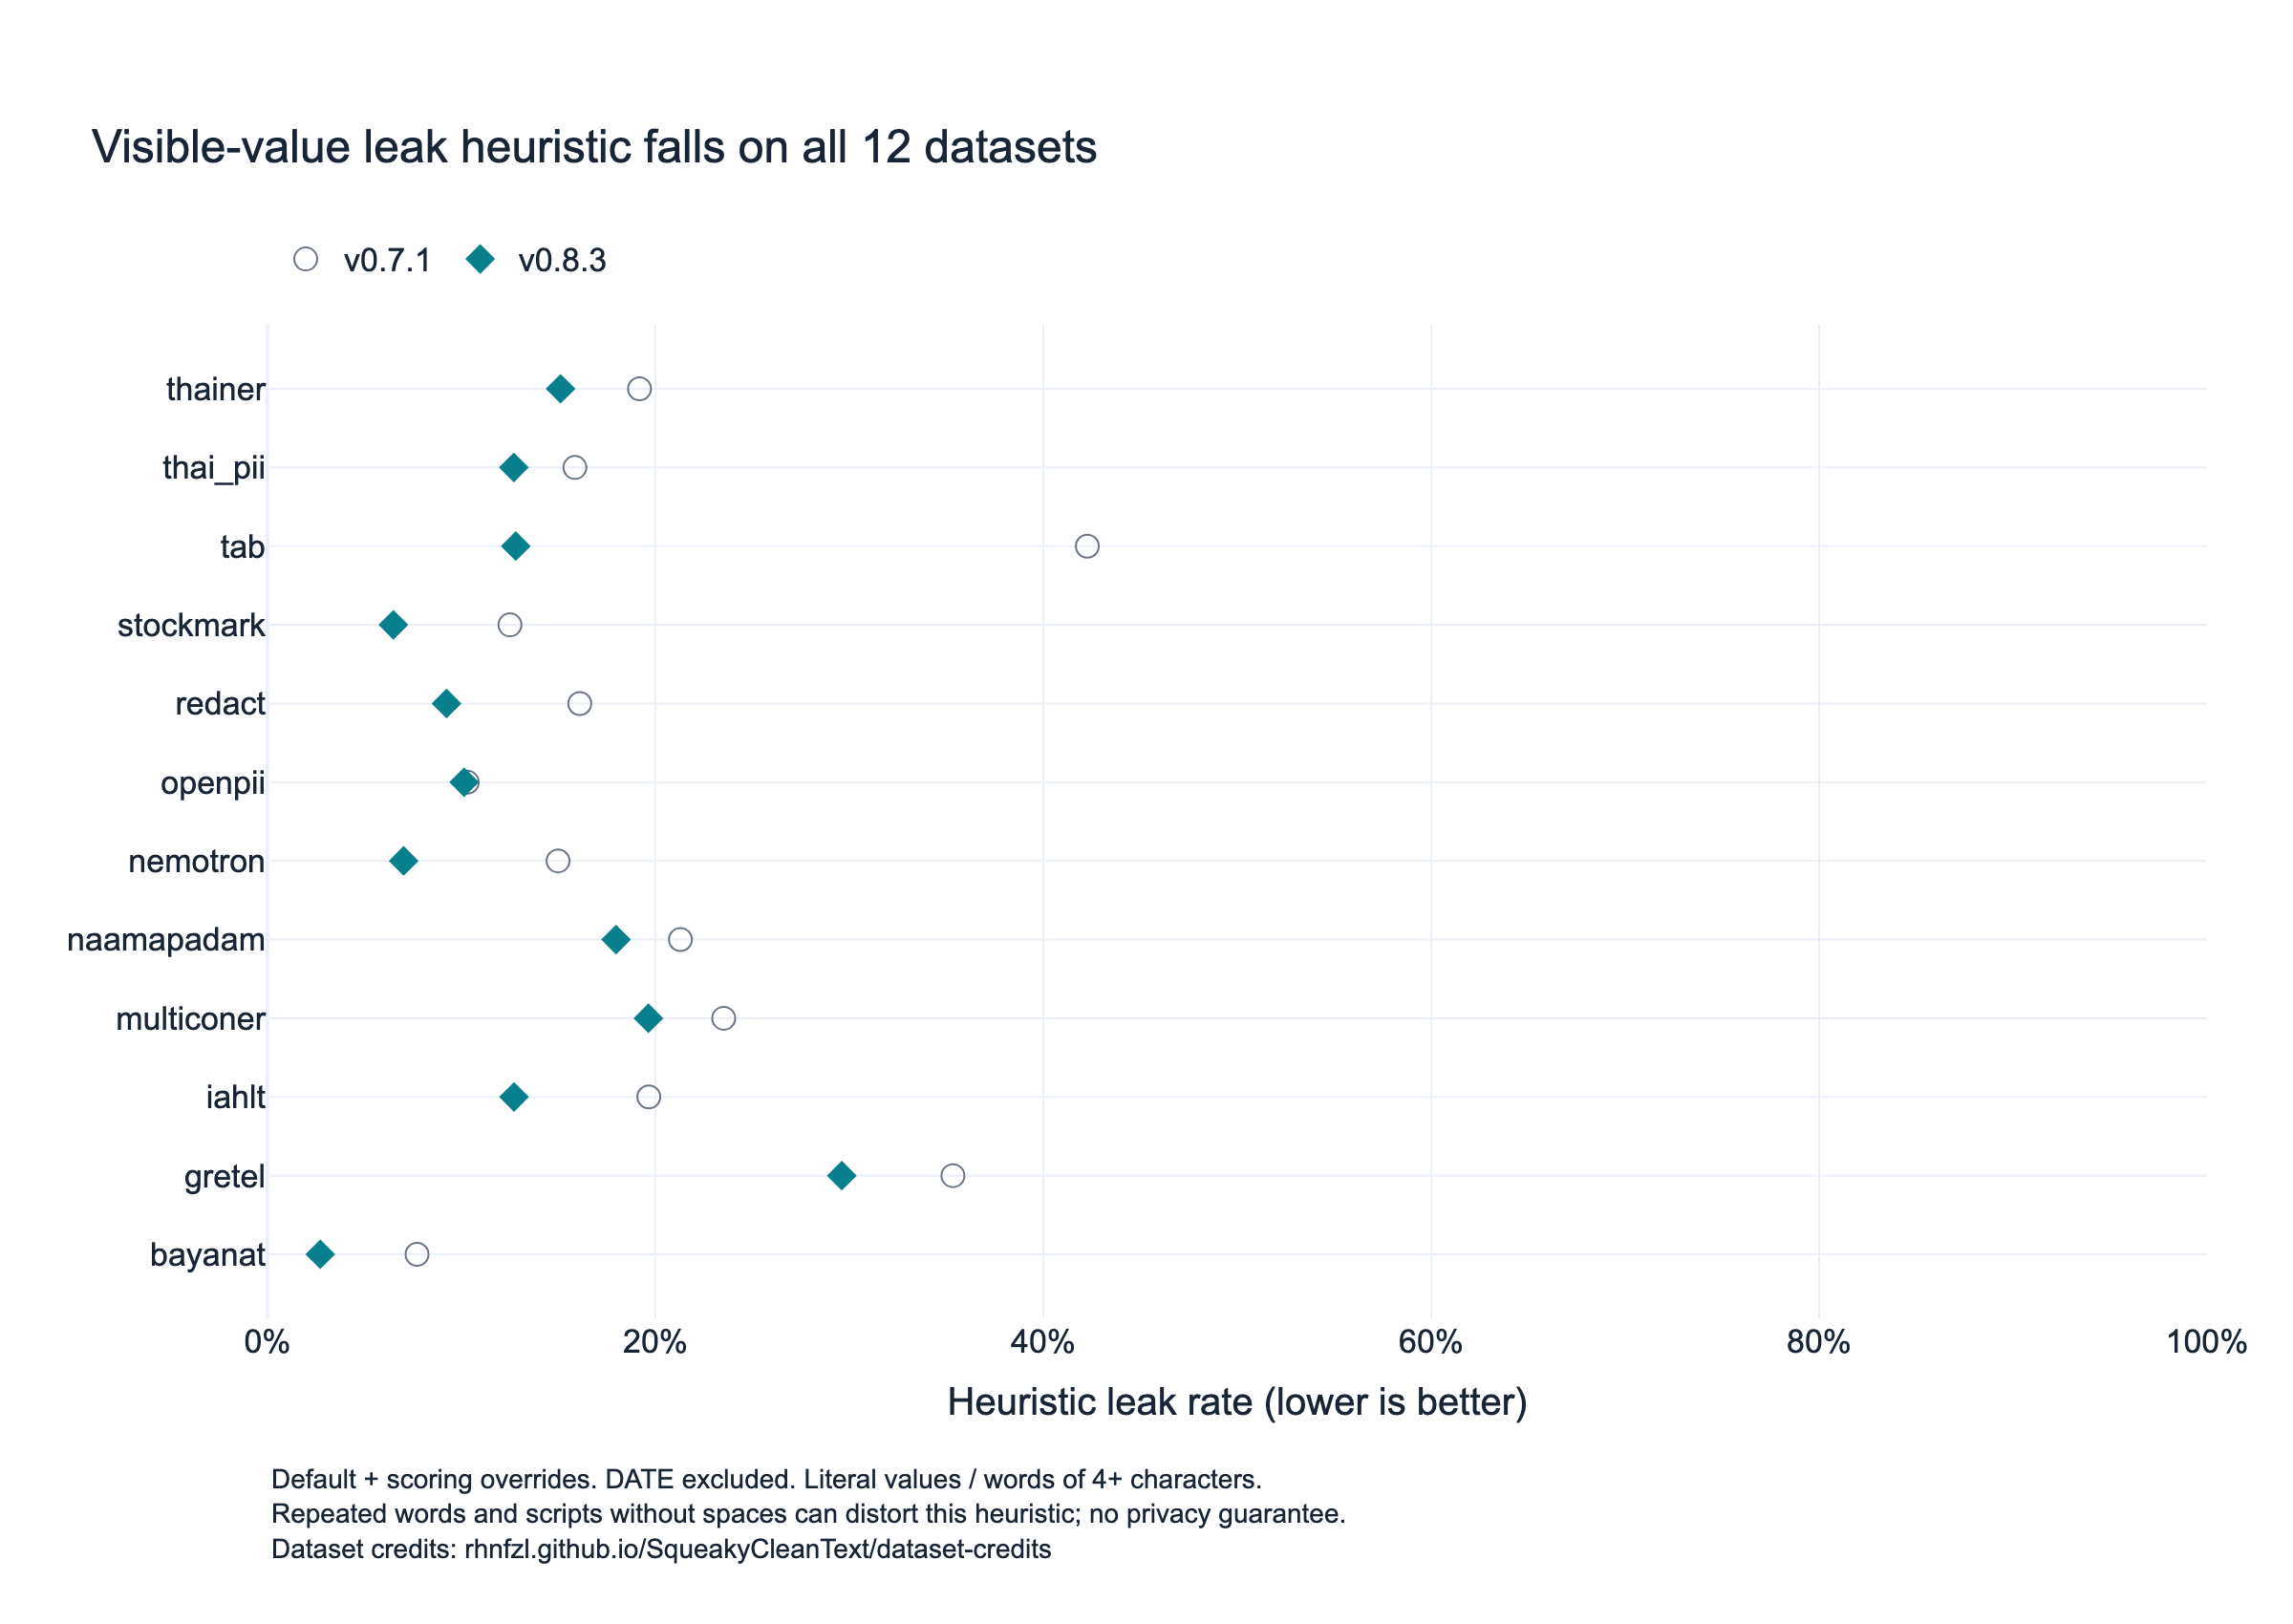 Visible-value leak heuristic falls on all 12 datasets
v0.7.1 v0.8.3
thainer
thai_pii
tab
stockmark
redact
openpii
nemotron
naamapadam
multiconer
iahlt
gretel
bayanat
0% 20% 40% 60% 80% 100%
Heuristic leak rate (lower is better)
Default + scoring overrides. DATE excluded. Literal values / words of 4+ characters.
Repeated words and scripts without spaces can distort this heuristic; no privacy guarantee.
Dataset credits: rhnfzl.github.io/SqueakyCleanText/dataset-credits